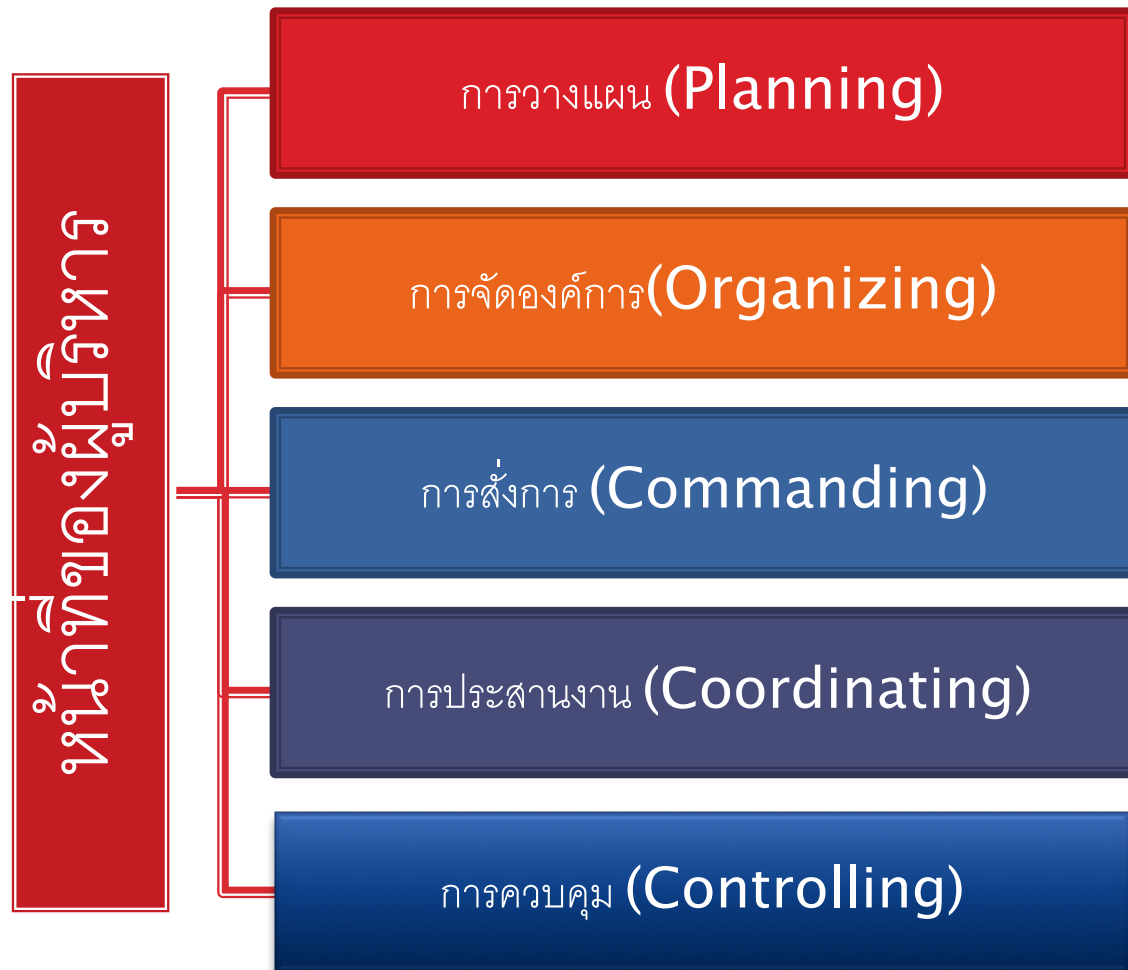 หน้าที่ของผู้บริหาร
การวางแผน (Planning)
การจัดองค์การ(Organizing)
การสั่งการ (Commanding)
การประสานงาน (Coordinating)
การควบคุม (Controlling)